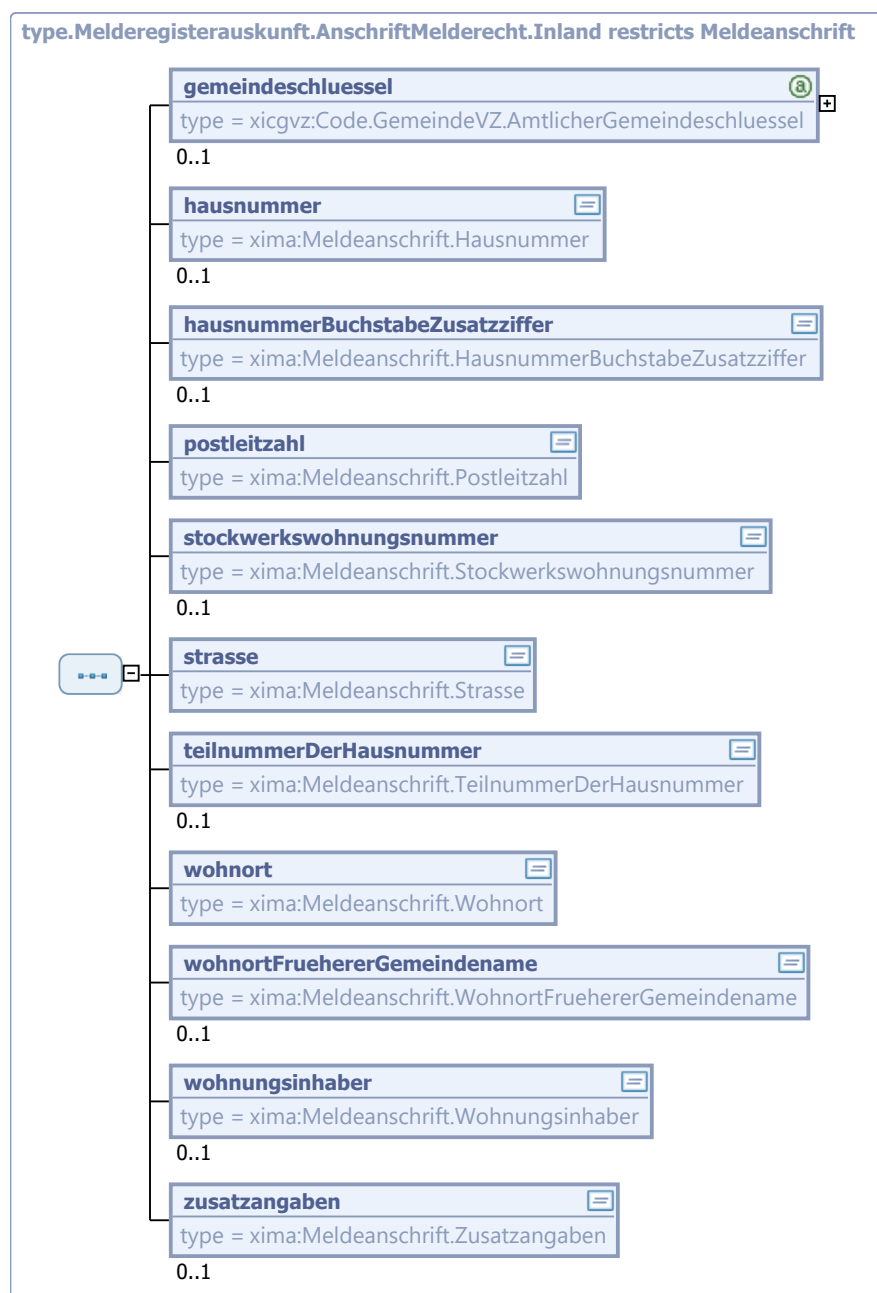 type.Melderegisterauskunft.AnschriftMelderecht.Inland restricts Meldeanschrift
gemeindeschluessel
type = xicgvz:Code.GemeindeVZ.AmtlicherGemeindeschluessel
0..1
hausnummer
type = xima:Meldeanschrift.Hausnummer
0..1
hausnummerBuchstabeZusatzziffer
type = xima:Meldeanschrift.HausnummerBuchstabeZusatzziffer
0..1
postleitzahl
type = xima:Meldeanschrift.Postleitzahl
stockwerkswohnungsnummer
type = xima:Meldeanschrift.Stockwerkswohnungsnummer
0..1
strasse
type = xima:Meldeanschrift.Strasse
teilnummerDerHausnummer
type = xima:Meldeanschrift.TeilnummerDerHausnummer
0..1
wohnort
type = xima:Meldeanschrift.Wohnort
wohnortFruehererGemeindename
type = xima:Meldeanschrift.WohnortFruehererGemeindename
0..1
wohnungsinhaber
type = xima:Meldeanschrift.Wohnungsinhaber
0..1
zusatzangaben
type = xima:Meldeanschrift.Zusatzangaben
0..1